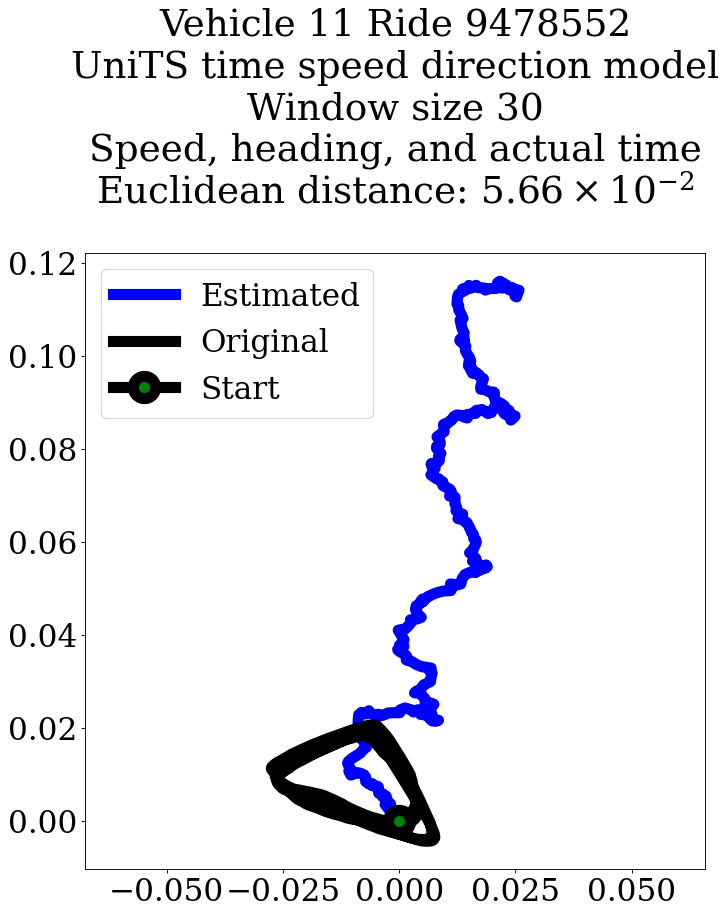 Vehicle 11 Ride 9478552
UniTS time speed direction model
Window size 30
Speed, heading, and actual time
Euclidean distance: 5.66 × 10⁻²
0.12
0.10
0.08
0.06
0.04
0.02
0.00
Estimated
Original
Start
−0.050 −0.025 0.000 0.025 0.050